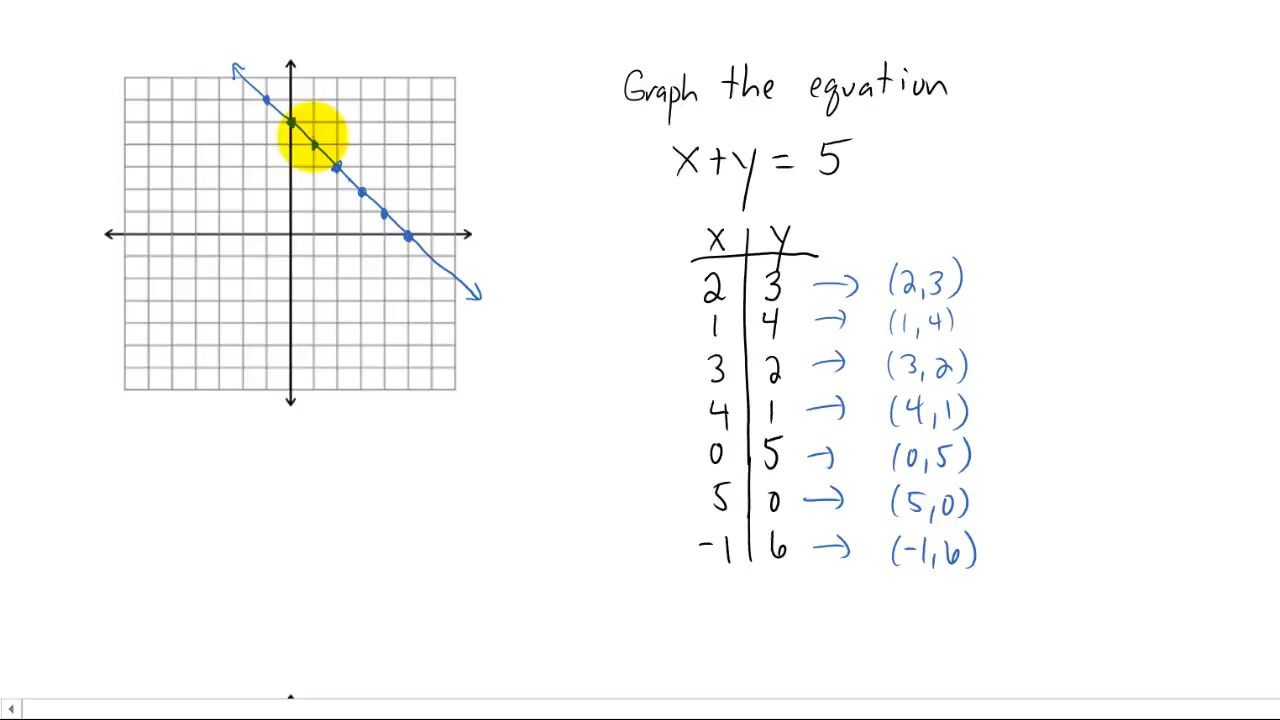 Graph the equation
x+y = 5
x y
2 3 → (2,3)
1 4 → (1,4)
3 2 → (3,2)
4 1 → (4,1)
0 5 → (0,5)
5 0 → (5,0)
-1 6 → (-1,6)